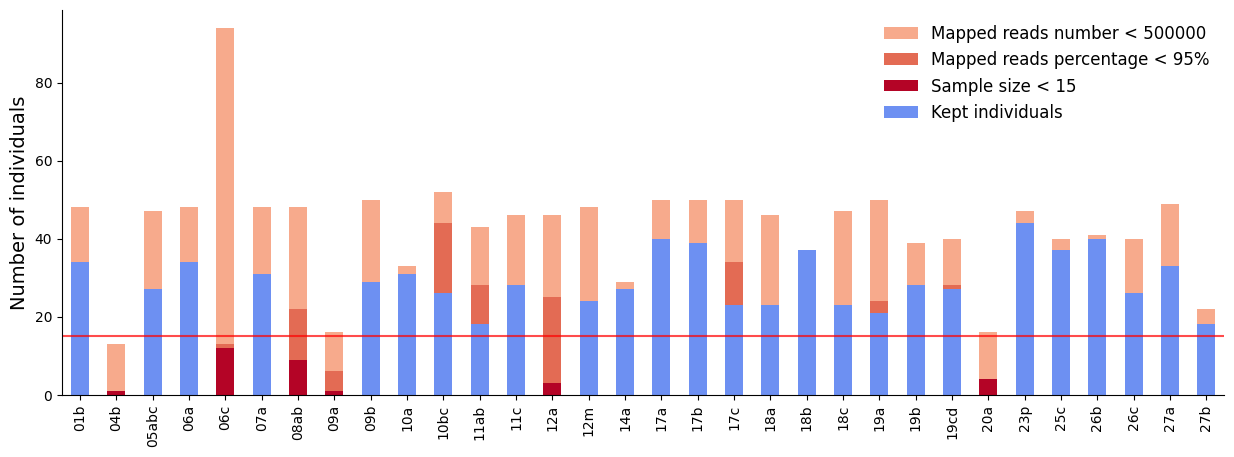 Mapped reads number < 500000
Mapped reads percentage < 95%
Sample size < 15
Kept individuals
Number of individuals
80
60
40
20
0
01b 04b 05abc 06a 06c 07a 08ab 09a 09b 10a 10bc 11ab 11c 12a 12m 14a 17a 17b 17c 18a 18b 18c 19a 19b 19cd 20a 23p 25c 26b 26c 27a 27b